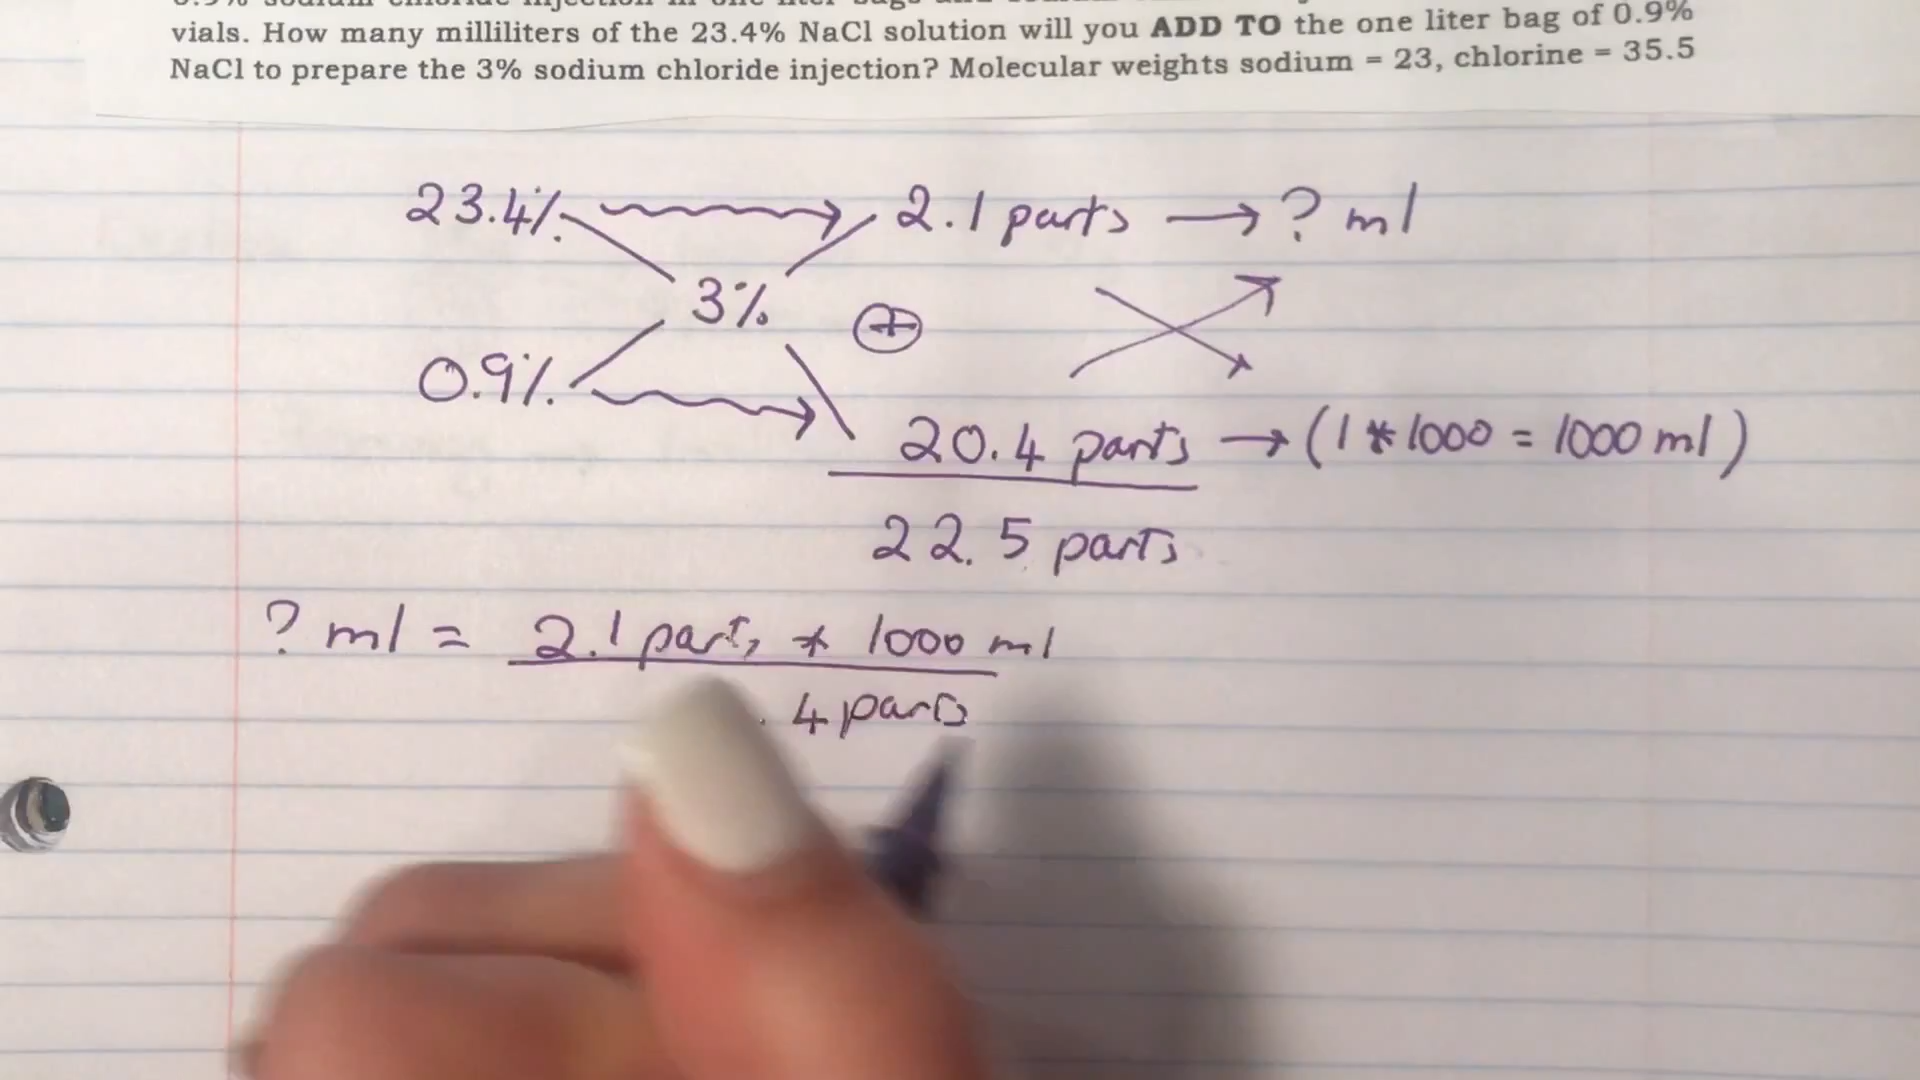 vials. How many milliliters of the 23.4% NaCl solution will you ADD TO the one liter bag of 0.9%
NaCl to prepare the 3% sodium chloride injection? Molecular weights sodium = 23, chlorine = 35.5
23.4% 2.1 parts → ? ml
3% +
0.9%
20.4 parts → (1 * 1000 = 1000 ml)
22.5 parts
? ml = 2.1 parts * 1000 ml
. 4 parts